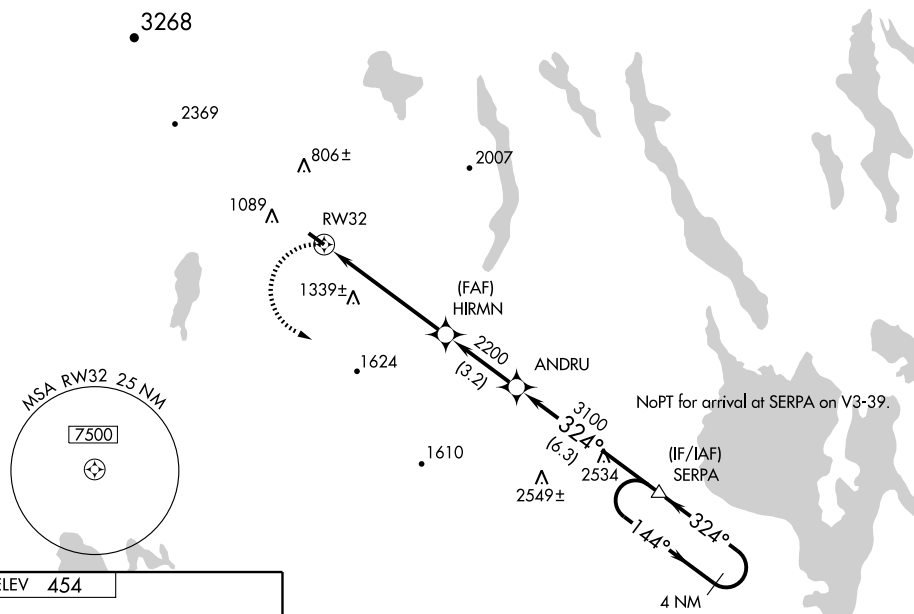 3268
2369
806±
2007
1089
RW32
(FAF)
HIRMN
1339±
2200
(3.2)
ANDRU
1624
MSA RW32 25 NM
7500
NoPT for arrival at SERPA on V3-39.
3100
324°
(6.3)
(IF/IAF)
SERPA
1610
2534
2549±
324°
144°
4 NM
ELEV 454